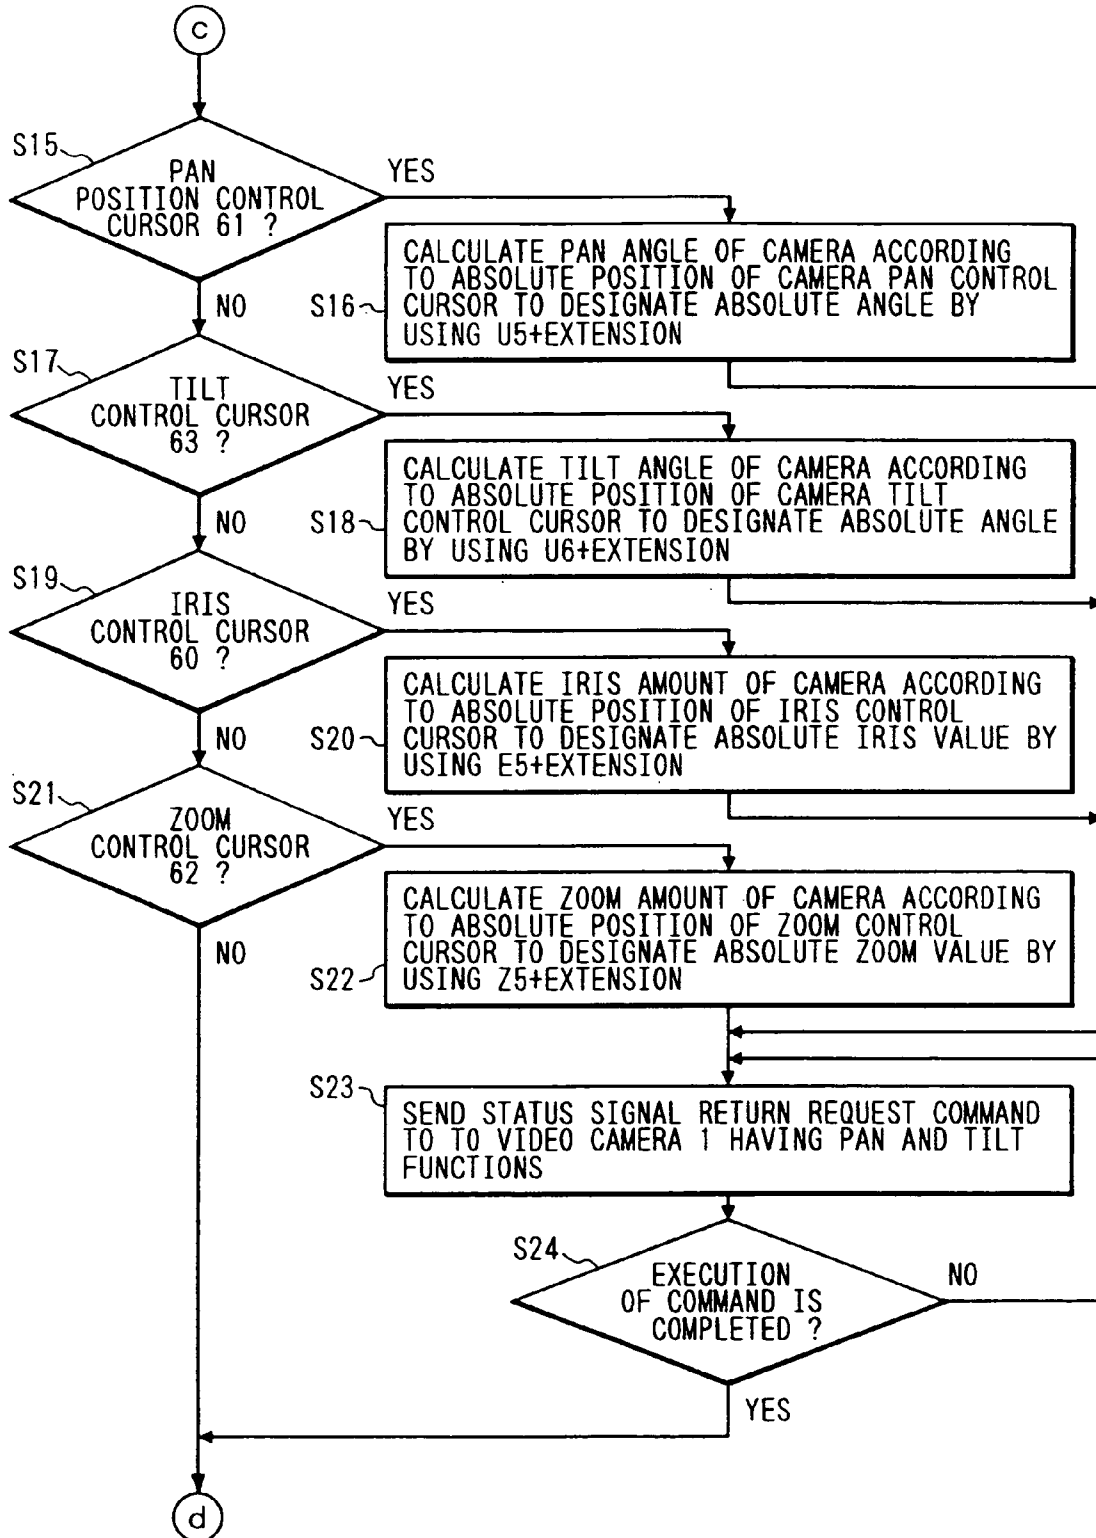 c
S15
PAN
POSITION CONTROL
CURSOR 61 ?
YES
NO
S16
CALCULATE PAN ANGLE OF CAMERA ACCORDING
TO ABSOLUTE POSITION OF CAMERA PAN CONTROL
CURSOR TO DESIGNATE ABSOLUTE ANGLE BY
USING U5+EXTENSION
S17
TILT
CONTROL CURSOR
63 ?
YES
NO
S18
CALCULATE TILT ANGLE OF CAMERA ACCORDING
TO ABSOLUTE POSITION OF CAMERA TILT
CONTROL CURSOR TO DESIGNATE ABSOLUTE ANGLE
BY USING U6+EXTENSION
S19
IRIS
CONTROL CURSOR
60 ?
YES
NO
S20
CALCULATE IRIS AMOUNT OF CAMERA ACCORDING
TO ABSOLUTE POSITION OF IRIS CONTROL
CURSOR TO DESIGNATE ABSOLUTE IRIS VALUE BY
USING E5+EXTENSION
S21
ZOOM
CONTROL CURSOR
62 ?
YES
NO
S22
CALCULATE ZOOM AMOUNT OF CAMERA ACCORDING
TO ABSOLUTE POSITION OF ZOOM CONTROL
CURSOR TO DESIGNATE ABSOLUTE ZOOM VALUE BY
USING Z5+EXTENSION
S23
SEND STATUS SIGNAL RETURN REQUEST COMMAND
TO TO VIDEO CAMERA 1 HAVING PAN AND TILT
FUNCTIONS
S24
EXECUTION
OF COMMAND IS
COMPLETED ?
NO
YES
d